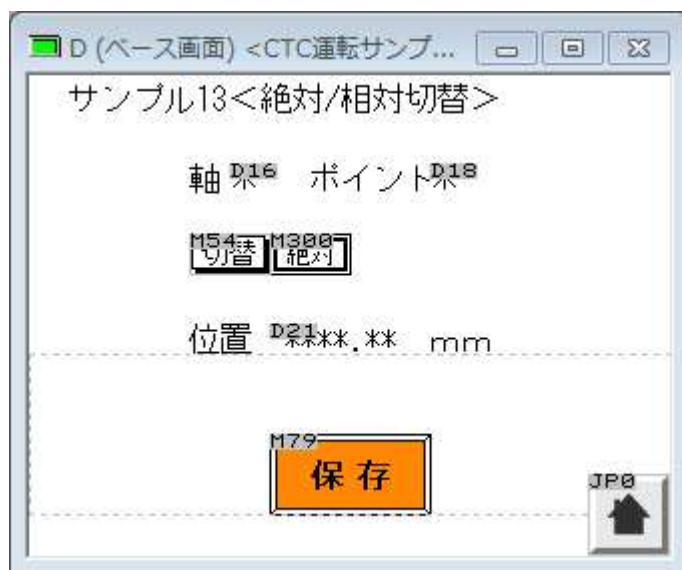 D (ベース画面) <CTC運転サンプ...
サンプル13<絶対/相対切替>
軸 D16 ポイント D18
M54 切替 M300 絶対
位置 D21 **.** mm
M79
保存
JP0